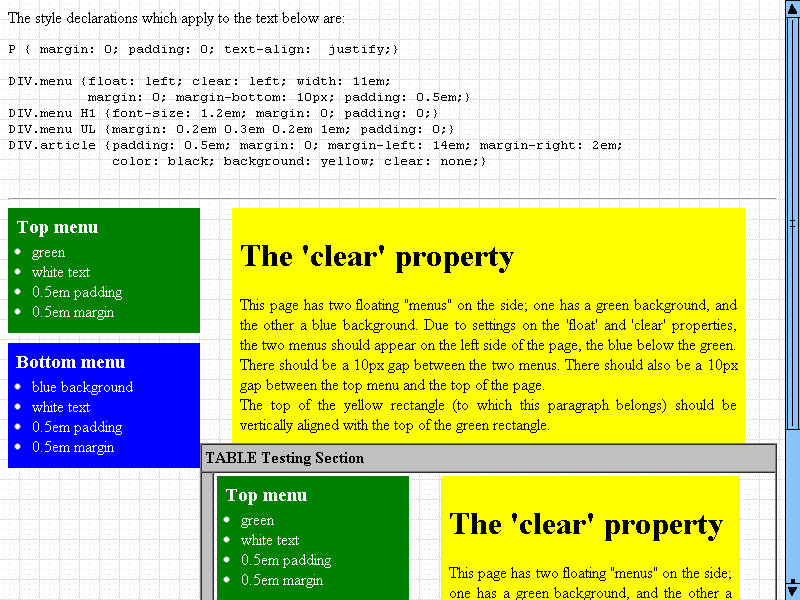 The style declarations which apply to the text below are:
P { margin: 0; padding: 0; text-align:  justify;}
DIV.menu {float: left; clear: left; width: 11em;
          margin: 0; margin-bottom: 10px; padding: 0.5em;}
DIV.menu H1 {font-size: 1.2em; margin: 0; padding: 0;}
DIV.menu UL {margin: 0.2em 0.3em 0.2em 1em; padding: 0;}
DIV.article {padding: 0.5em; margin: 0; margin-left: 14em; margin-right: 2em;
             color: black; background: yellow; clear: none;}
Top menu
green
white text
0.5em padding
0.5em margin
Bottom menu
blue background
white text
0.5em padding
0.5em margin
The 'clear' property
This page has two floating "menus" on the side; one has a green background, and
the other a blue background. Due to settings on the 'float' and 'clear' properties,
the two menus should appear on the left side of the page, the blue below the green.
There should be a 10px gap between the two menus. There should also be a 10px
gap between the top menu and the top of the page.
The top of the yellow rectangle (to which this paragraph belongs) should be
vertically aligned with the top of the green rectangle.
TABLE Testing Section
Top menu
green
white text
0.5em padding
0.5em margin
The 'clear' property
This page has two floating "menus" on the side;
one has a green background, and the other a